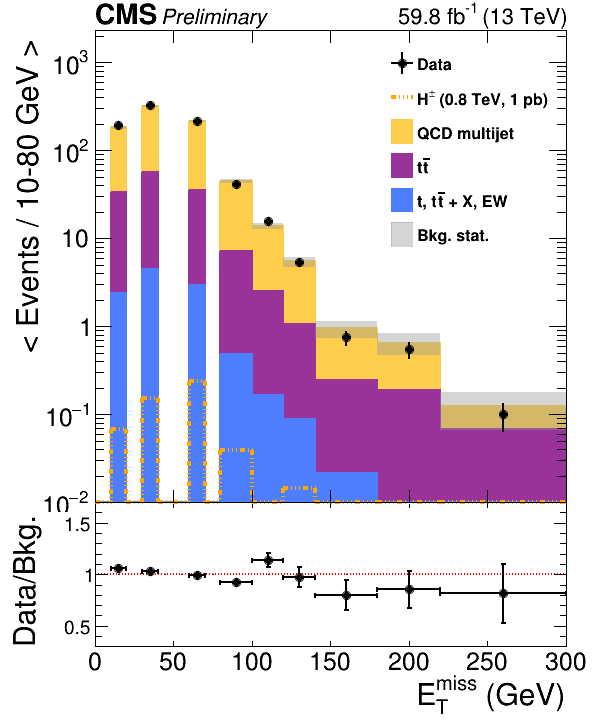 CMS Preliminary 59.8 fb⁻¹ (13 TeV)
< Events / 10-80 GeV >
10³
10²
10
1
10⁻¹
10⁻²
Data
H± (0.8 TeV, 1 pb)
QCD multijet
tt̄
t, tt̄ + X, EW
Bkg. stat.
Data/Bkg.
1.5
1
0.5
0 50 100 150 200 250 300
E_T^miss (GeV)